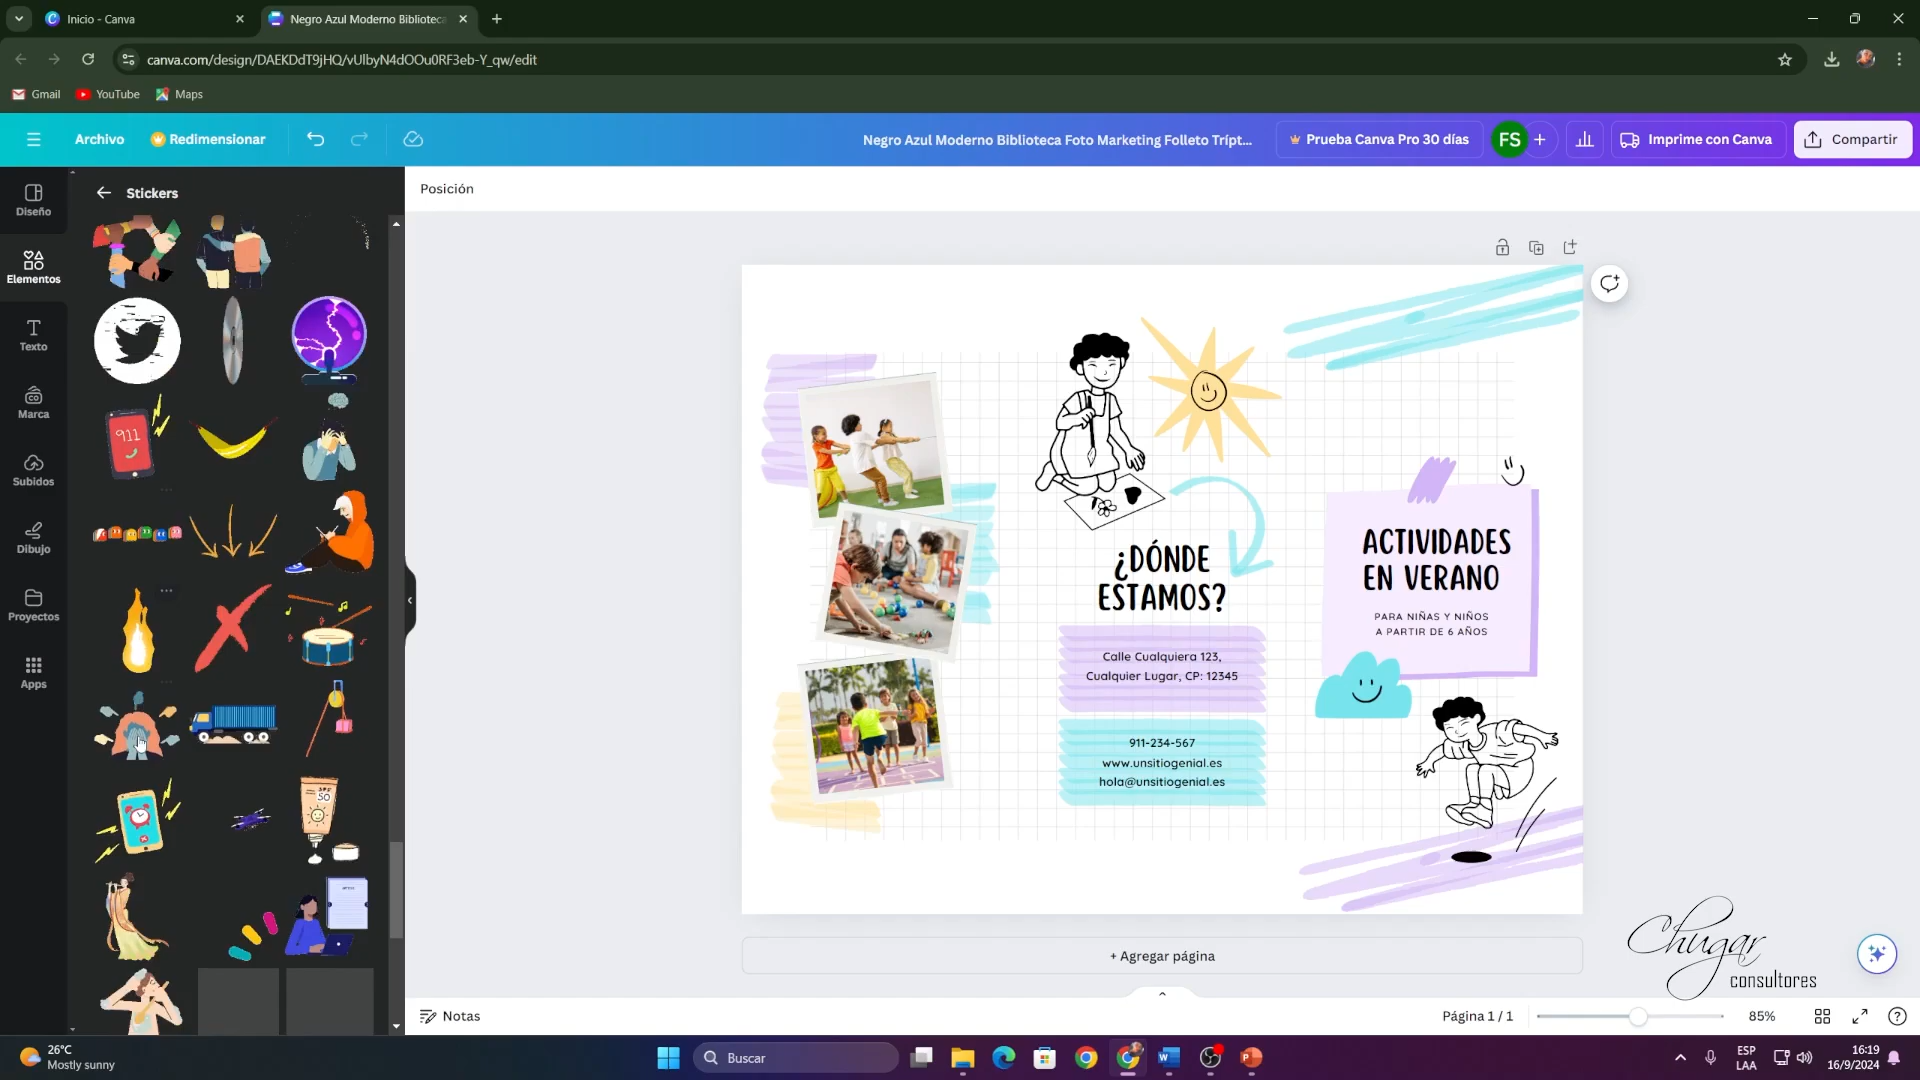 Inicio - Canva
Negro Azul Moderno Biblioteca
canva.com/design/DAEKDdT9jHQ/vUlbyN4dOOu0RF3eb-Y_qw/edit
Gmail YouTube Maps
Archivo Redimensionar Negro Azul Moderno Biblioteca Foto Marketing Folleto Trípt... Prueba Canva Pro 30 días FS + Imprime con Canva Compartir
Diseño
Elementos
Texto
Marca
Subidos
Dibujo
Proyectos
Apps
Stickers
911
SPF
50
Posición
¿DÓNDE
ESTAMOS?
Calle Cualquiera 123,
Cualquier Lugar, CP: 12345
911-234-567
www.unsitiogenial.es
hola@unsitiogenial.es
ACTIVIDADES
EN VERANO
PARA NIÑAS Y NIÑOS
A PARTIR DE 6 AÑOS
+ Agregar página
Chugar
consultores
Notas
Página 1 / 1
85%
26°C
Mostly sunny
Buscar
ESP
LAA
16:19
16/9/2024